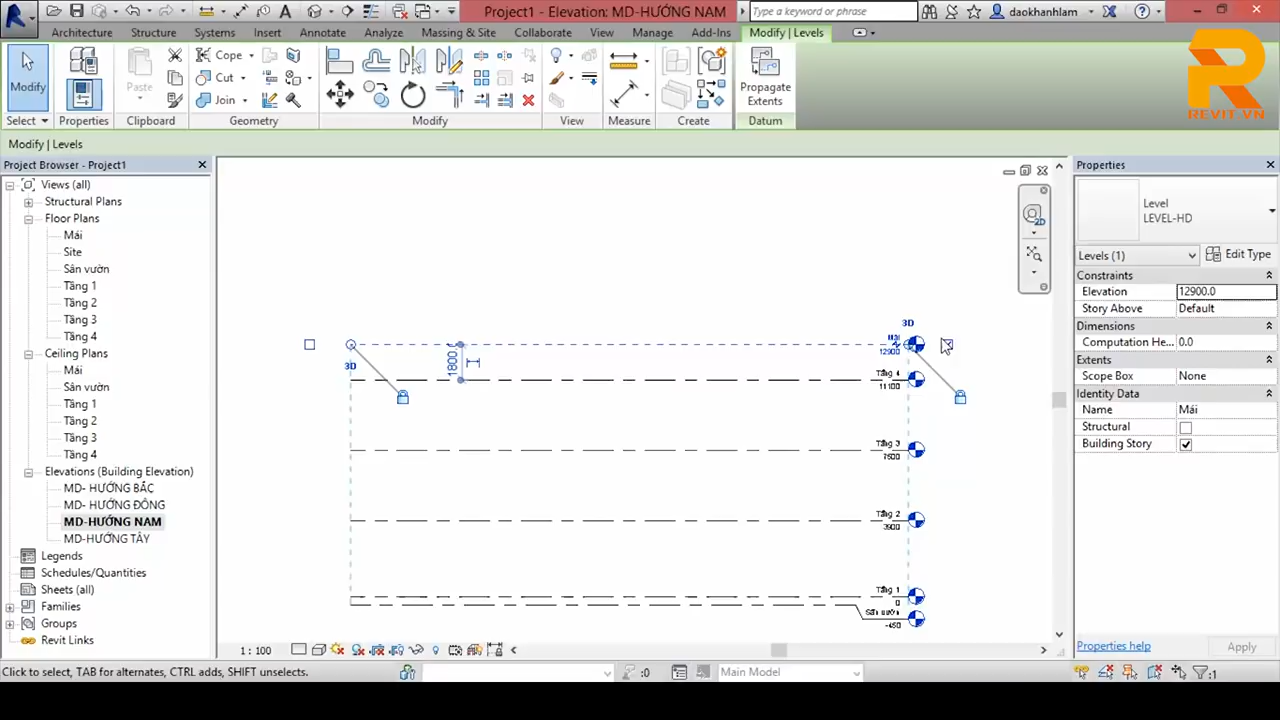 Project1 - Elevation: MD-HƯỚNG NAM
Type a keyword or phrase
daokhanhlam
Architecture
Structure
Systems
Insert
Annotate
Analyze
Massing & Site
Collaborate
View
Manage
Add-Ins
Modify | Levels
Modify
Paste
Cope
Cut
Join
Propagate
Extents
Select
Properties
Clipboard
Geometry
Modify
View
Measure
Create
Datum
REVIT.VN
Modify | Levels
Project Browser - Project1
Views (all)
Structural Plans
Floor Plans
Mái
Site
Sân vườn
Tầng 1
Tầng 2
Tầng 3
Tầng 4
Ceiling Plans
Mái
Sân vườn
Tầng 1
Tầng 2
Tầng 3
Tầng 4
Elevations (Building Elevation)
MD- HƯỚNG BẮC
MD- HƯỚNG ĐÔNG
MD-HƯỚNG NAM
MD-HƯỚNG TÂY
Legends
Schedules/Quantities
Sheets (all)
Families
Groups
Revit Links
2D
3D
Mái
12900
1800.
3D
Tầng 4
11100
Tầng 3
7500
Tầng 2
3900
Tầng 1
0
Sân vườn
-450
1 : 100
Properties
Level
LEVEL-HD
Levels (1)
Edit Type
Constraints
Elevation 12900.0
Story Above Default
Dimensions
Computation He... 0.0
Extents
Scope Box None
Identity Data
Name Mái
Structural
Building Story
Properties help
Apply
Click to select, TAB for alternates, CTRL adds, SHIFT unselects.
:0
Main Model
:1